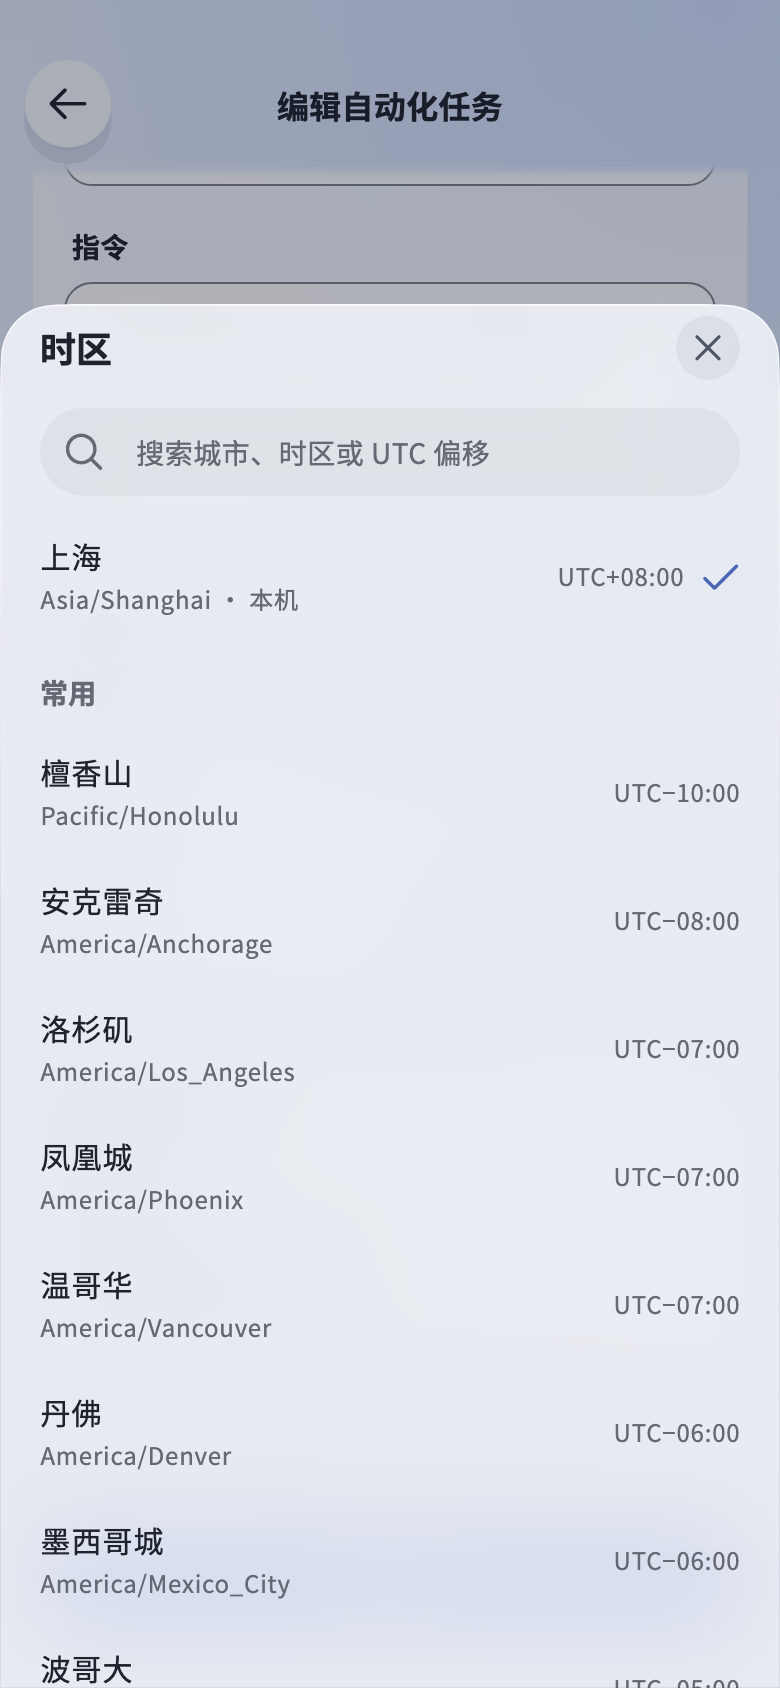 编辑自动化任务
指令
时区
搜索城市、时区或 UTC 偏移
上海
Asia/Shanghai · 本机
UTC+08:00
常用
檀香山
Pacific/Honolulu
UTC−10:00
安克雷奇
America/Anchorage
UTC−08:00
洛杉矶
America/Los_Angeles
UTC−07:00
凤凰城
America/Phoenix
UTC−07:00
温哥华
America/Vancouver
UTC−07:00
丹佛
America/Denver
UTC−06:00
墨西哥城
America/Mexico_City
UTC−06:00
波哥大
UTC−05:00